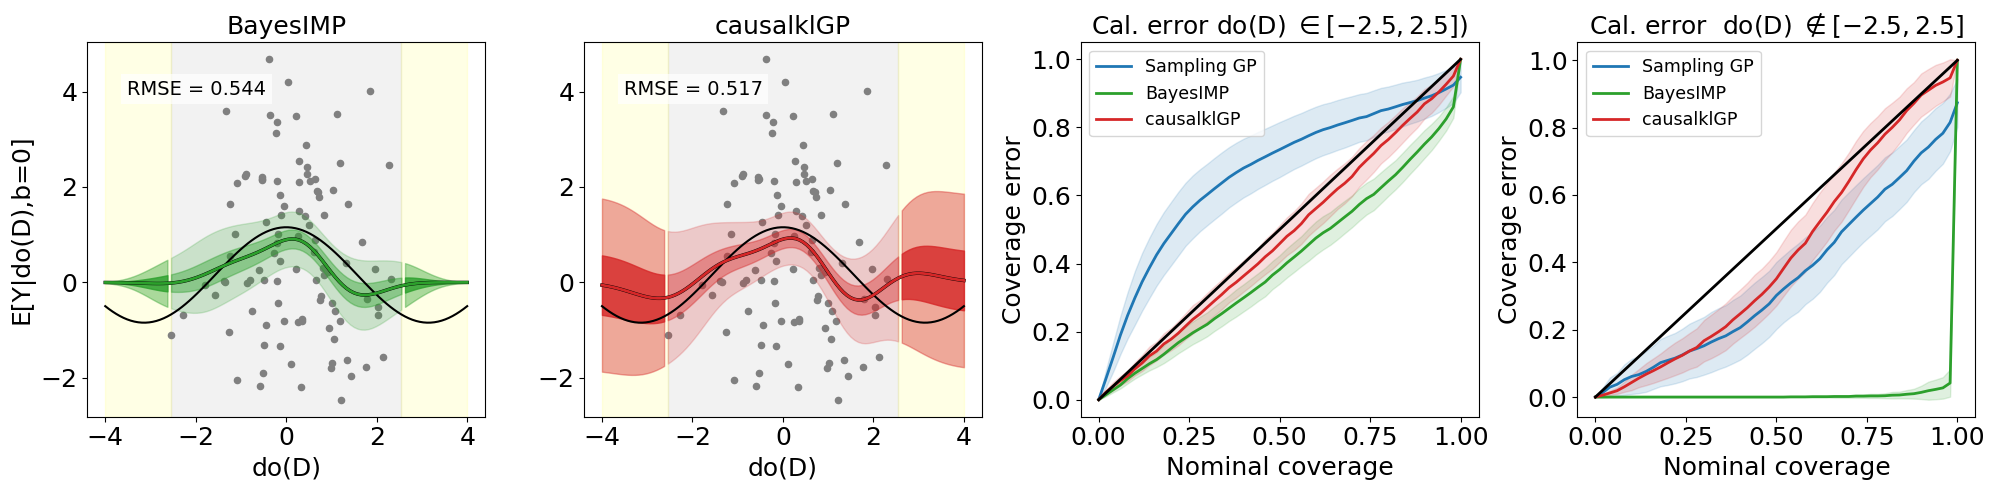 BayesIMP
RMSE = 0.544
E[Y|do(D),b=0]
4
2
0
−2
−4
−2
0
2
4
do(D)
causalklGP
RMSE = 0.517
4
2
0
−2
−4
−2
0
2
4
do(D)
Cal. error do(D) ∈ [−2.5, 2.5])
Sampling GP
BayesIMP
causalklGP
Coverage error
1.0
0.8
0.6
0.4
0.2
0.0
0.00
0.25
0.50
0.75
1.00
Nominal coverage
Cal. error do(D) ∉ [−2.5, 2.5]
Sampling GP
BayesIMP
causalklGP
Coverage error
1.0
0.8
0.6
0.4
0.2
0.0
0.00
0.25
0.50
0.75
1.00
Nominal coverage